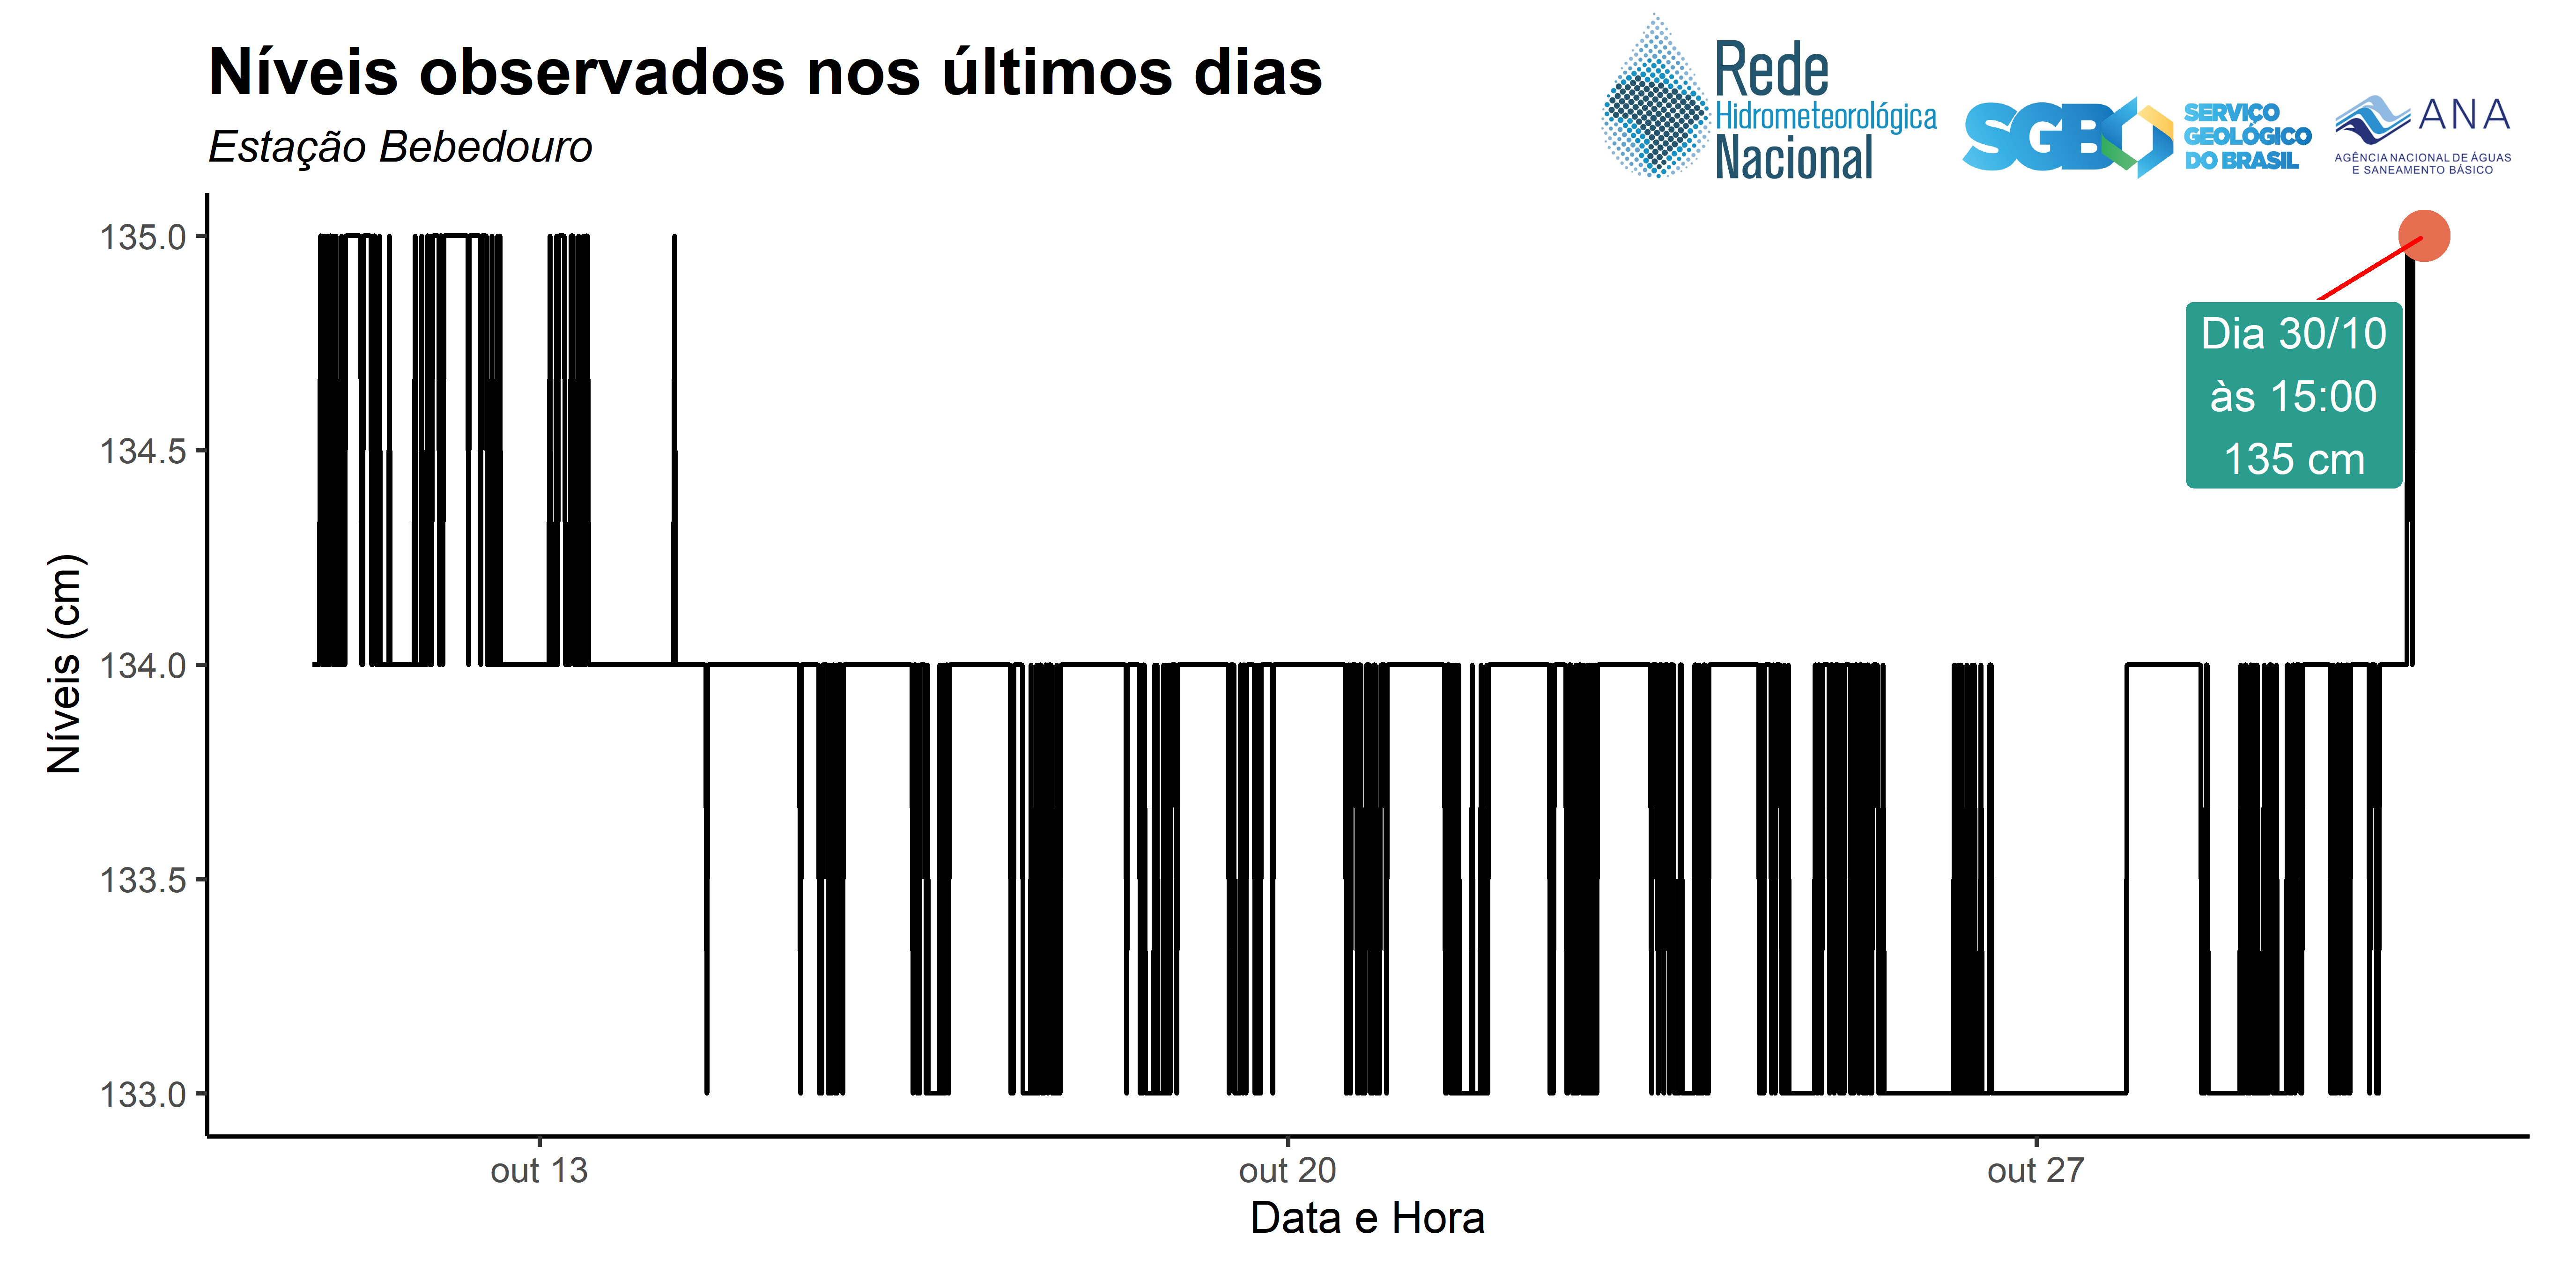 Níveis observados nos últimos dias
Estação Bebedouro
Rede
Hidrometeorológica
Nacional
SGB
SERVIÇO
GEOLÓGICO
DO BRASIL
ANA
AGÊNCIA NACIONAL DE ÁGUAS
E SANEAMENTO BÁSICO
135.0
134.5
134.0
133.5
133.0
Níveis (cm)
Dia 30/10
às 15:00
135 cm
out 13
out 20
out 27
Data e Hora